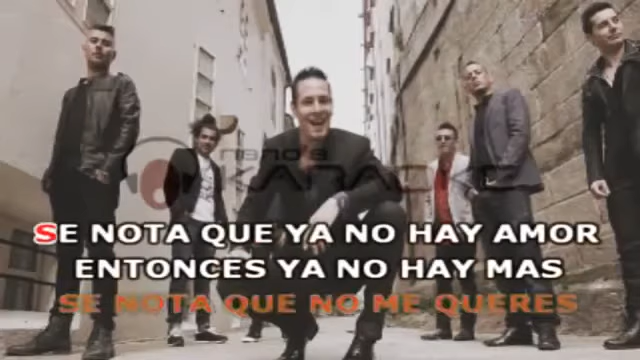 SE NOTA QUE YA NO HAY AMOR
ENTONCES YA NO HAY MAS
SE NOTA QUE NO ME QUERES